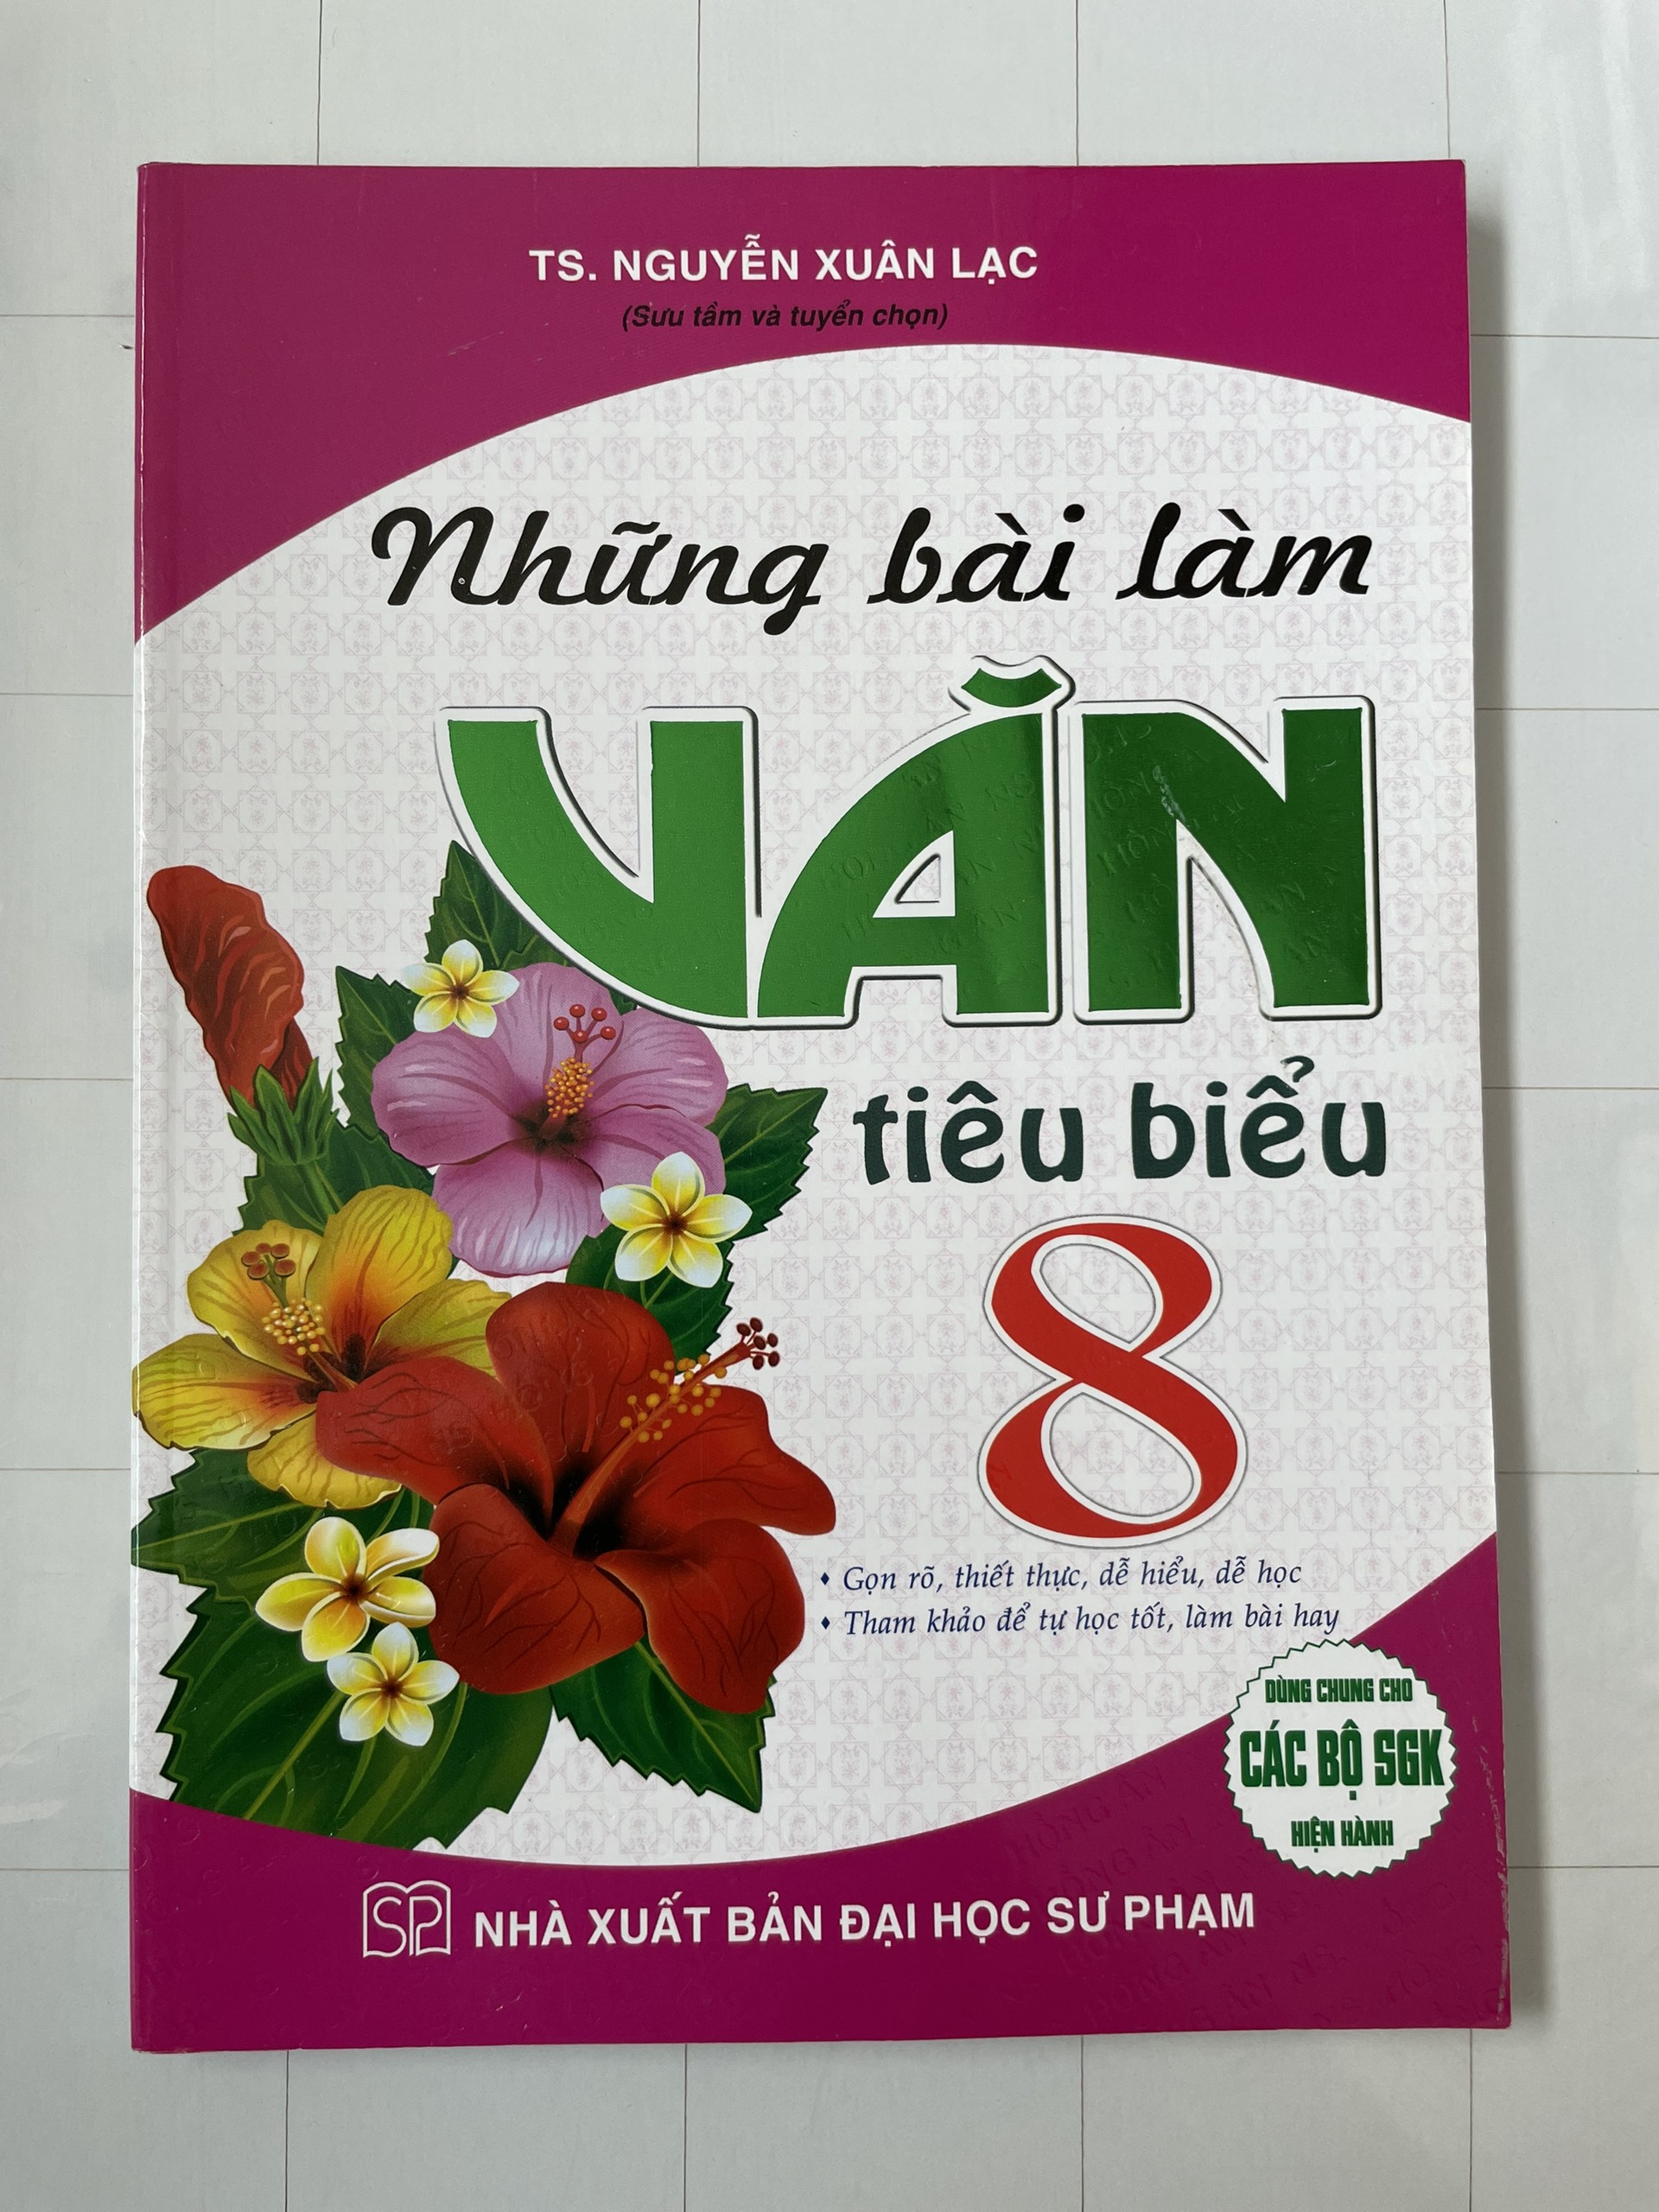 TS. NGUYỄN XUÂN LẠC
(Sưu tầm và tuyển chọn)
Những bài làm
VĂN
tiêu biểu
8
• Gọn rõ, thiết thực, dễ hiểu, dễ học
• Tham khảo để tự học tốt, làm bài hay
DÙNG CHUNG CHO
CÁC BỘ SGK
HIỆN HÀNH
SP NHÀ XUẤT BẢN ĐẠI HỌC SƯ PHẠM